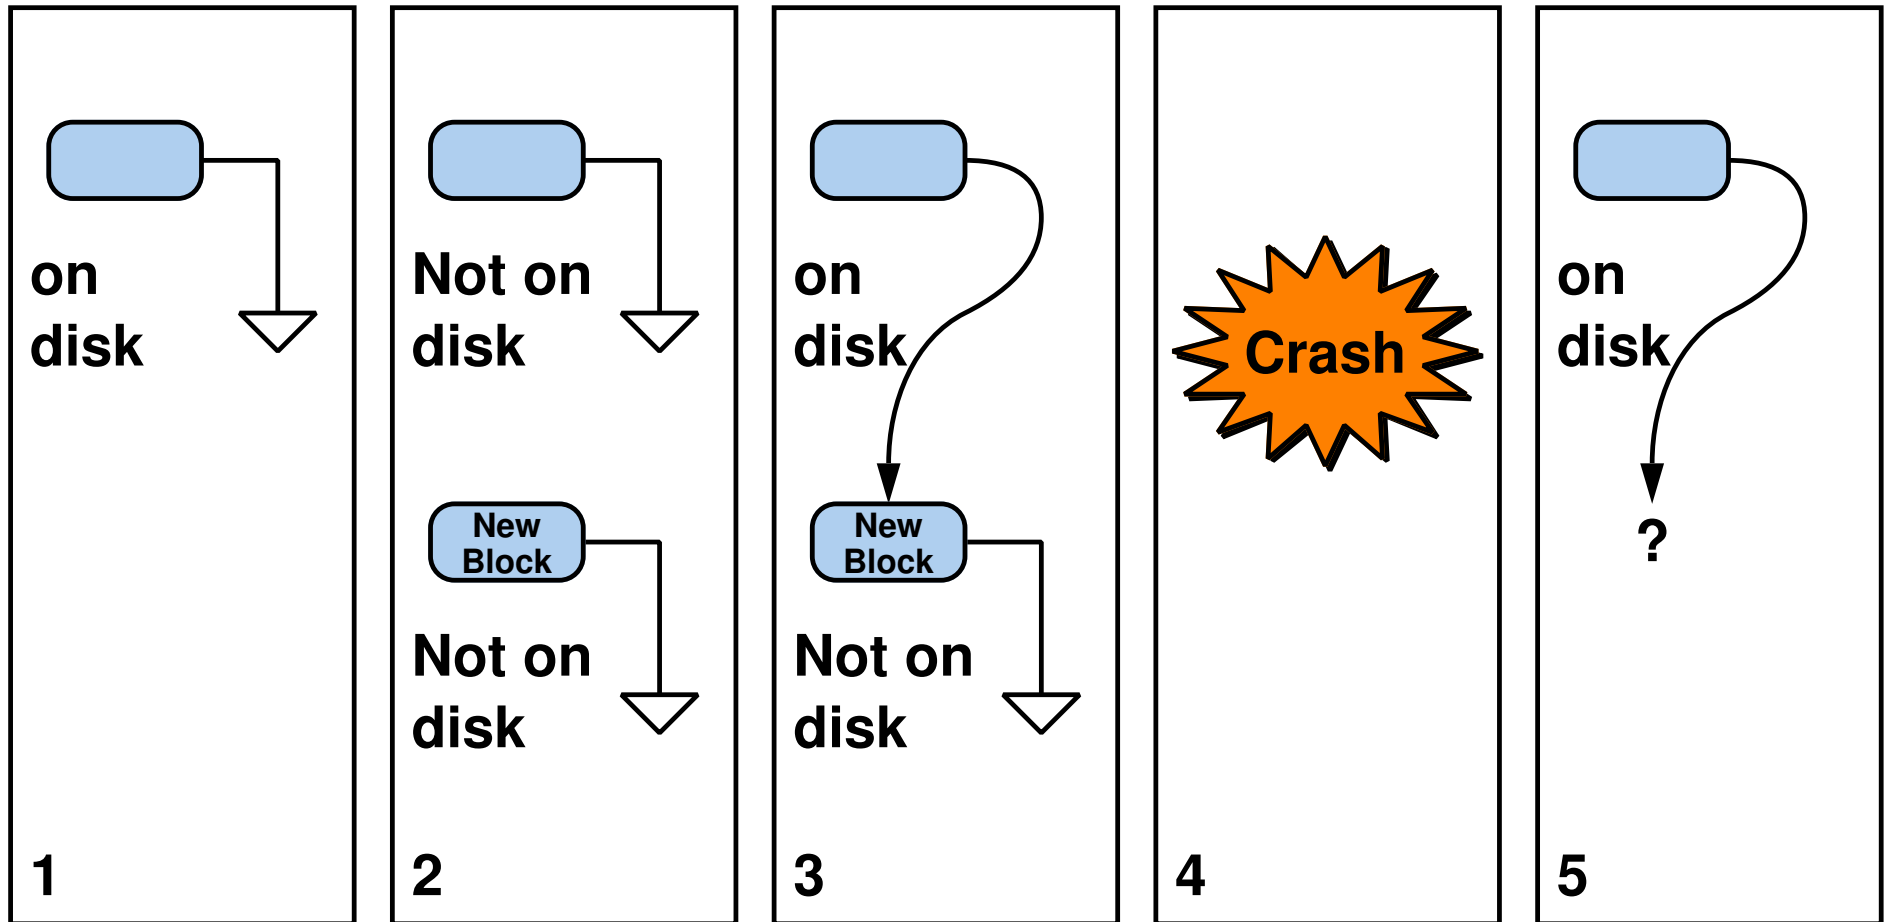 on
disk
1
Not on
disk
New
Block
Not on
disk
2
on
disk
New
Block
Not on
disk
3
Crash
4
on
disk
?
5